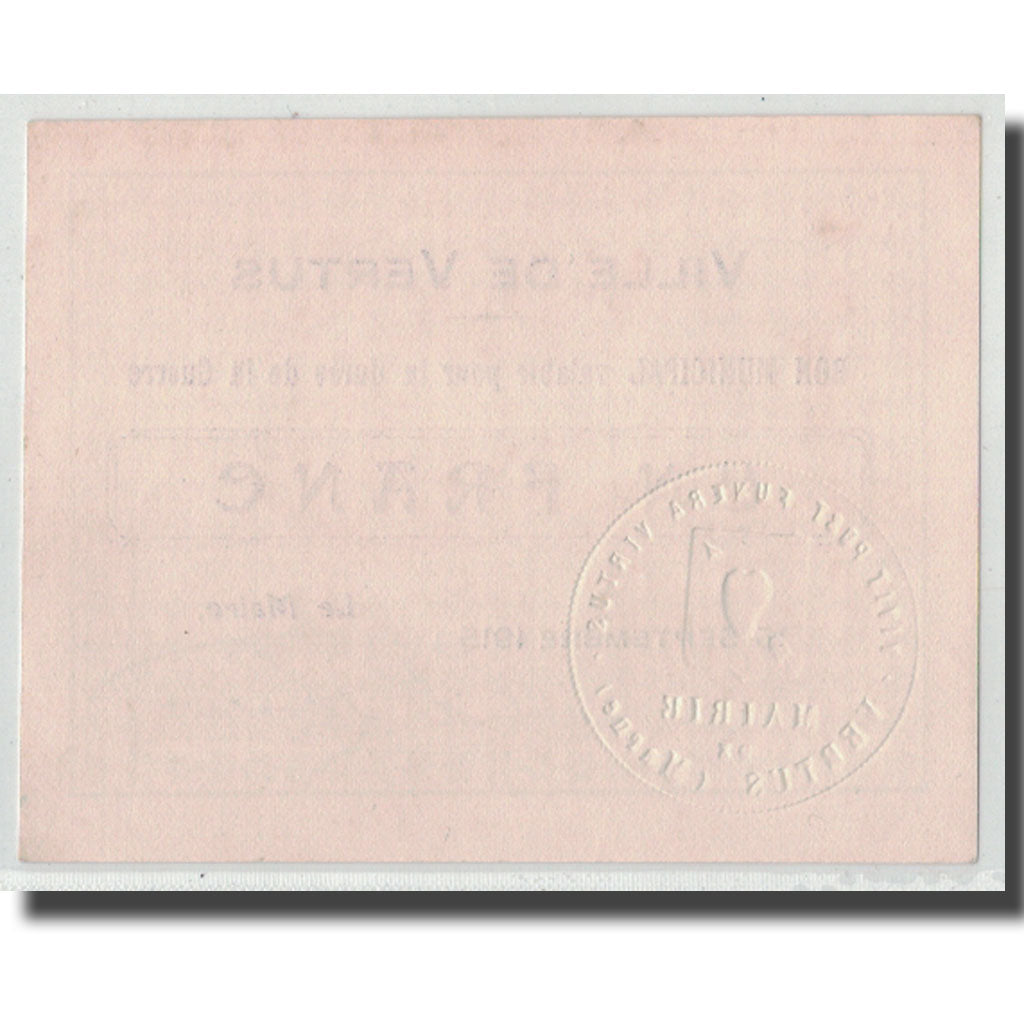 VILLE DE VERTUS
BON MUNICIPAL valable pour la durée de la Guerre
UN FRANC
Le Maire,
SEPTEMBRE 1915
POST FUNERA VIRTUS
MAIRIE
DE
VERTUS (Marne)